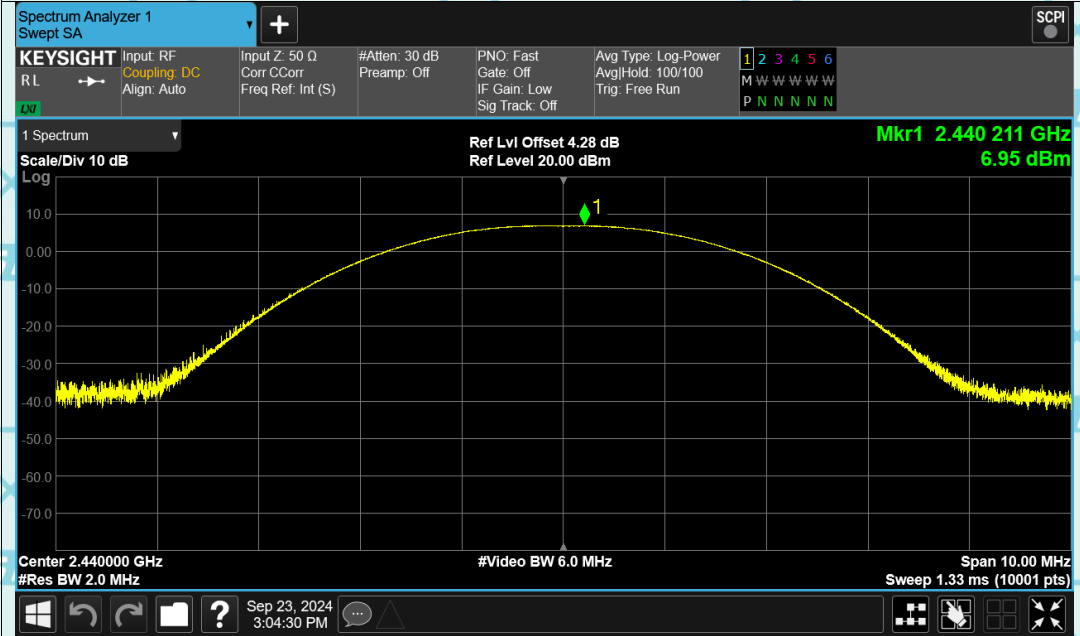 Spectrum Analyzer 1
Swept SA
+
SCPI
KEYSIGHT
R L
LXI
Input: RF
Coupling: DC
Align: Auto
Input Z: 50 Ω
Corr CCorr
Freq Ref: Int (S)
#Atten: 30 dB
Preamp: Off
PNO: Fast
Gate: Off
IF Gain: Low
Sig Track: Off
Avg Type: Log-Power
Avg|Hold: 100/100
Trig: Free Run
1 2 3 4 5 6
M W W W W W
P N N N N N
1 Spectrum
Scale/Div 10 dB
Log
Ref Lvl Offset 4.28 dB
Ref Level 20.00 dBm
Mkr1 2.440 211 GHz
6.95 dBm
1
10.0
0.00
-10.0
-20.0
-30.0
-40.0
-50.0
-60.0
-70.0
Center 2.440000 GHz
#Res BW 2.0 MHz
#Video BW 6.0 MHz
Span 10.00 MHz
Sweep 1.33 ms (10001 pts)
?
Sep 23, 2024
3:04:30 PM